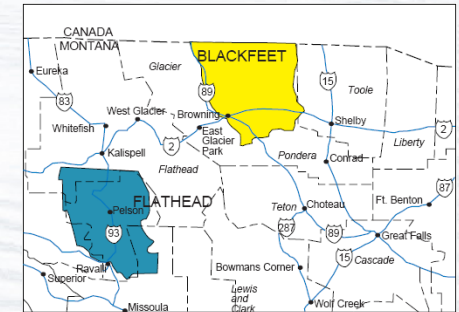 CANADA
MONTANA
BLACKFEET
Glacier
Eureka
15
Toole
89
83
West Glacier
Browning
Shelby
Whitefish
East
Glacier
Park
2
Liberty
2
Kalispell
Pondera
Conrad
Flathead
87
FLATHEAD
Teton
Choteau
Ft. Benton
Pelson
93
287
89
Great Falls
15
Cascade
Ravalli
Bowmans Corner
Superior
Lewis
and
Clark
Missoula
Wolf Creek